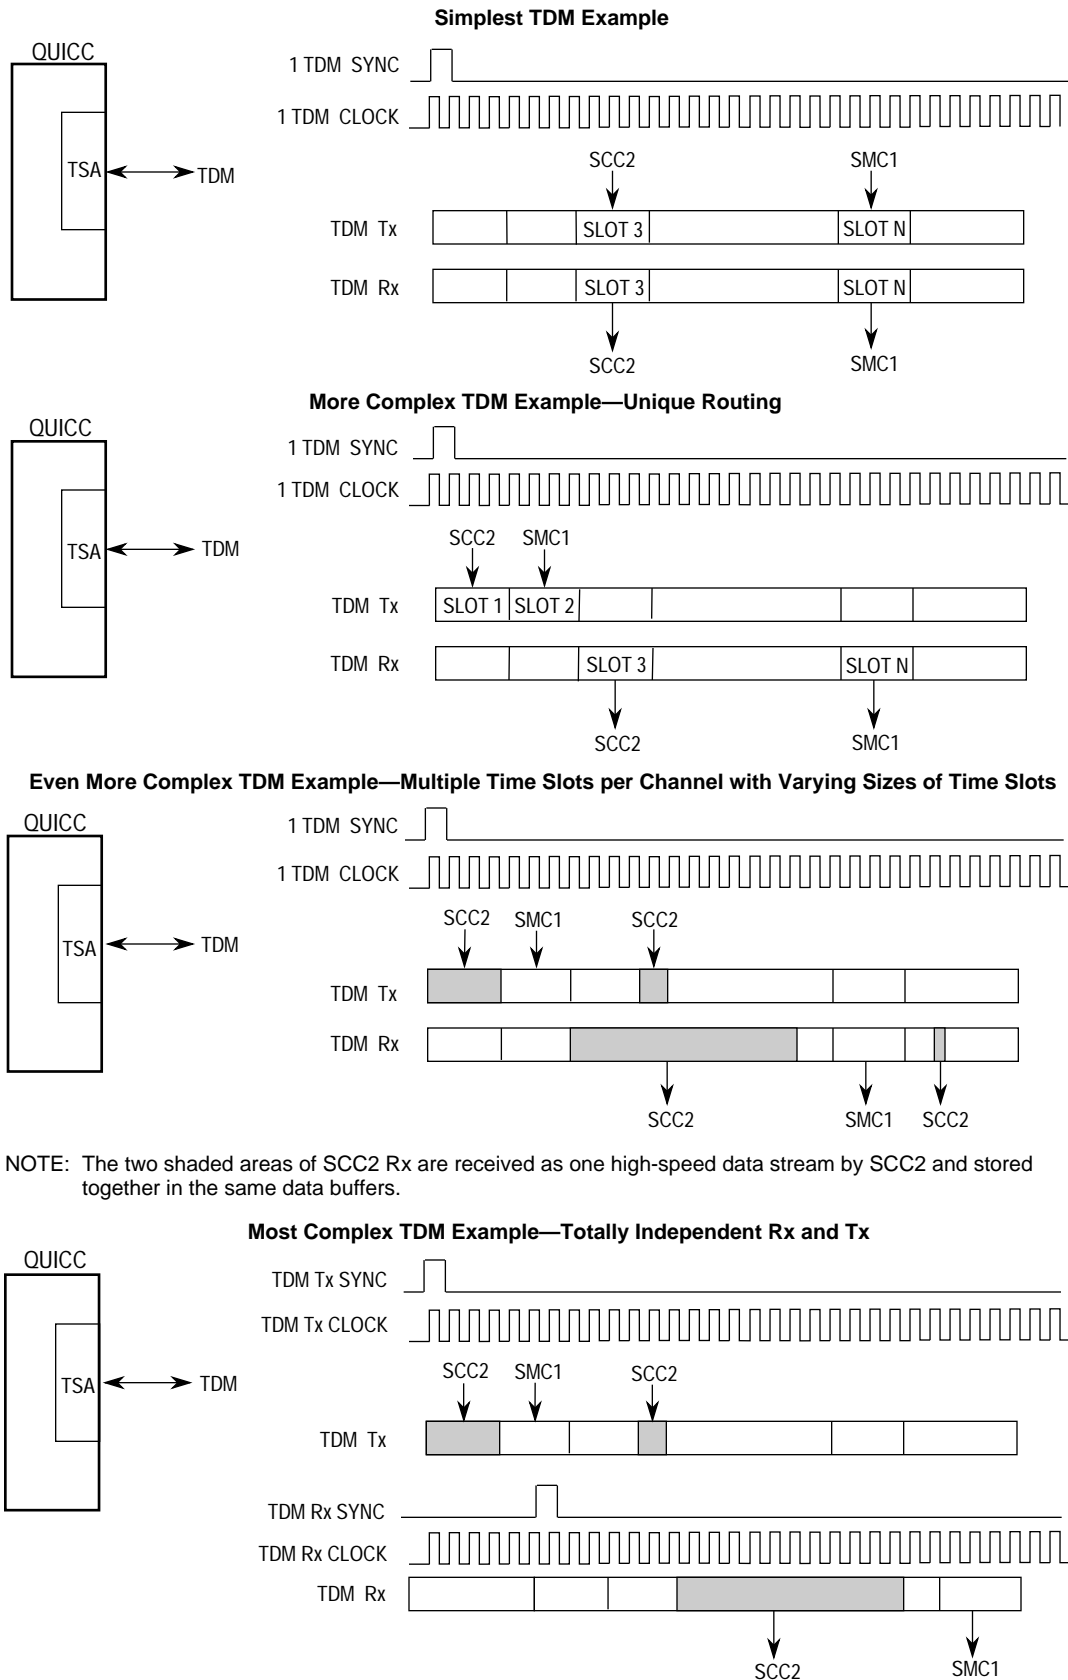 Simplest TDM Example
QUICC
1 TDM SYNC
1 TDM CLOCK
SCC2 SMC1
TSA TDM
TDM Tx SLOT 3 SLOT N
TDM Rx SLOT 3 SLOT N
SCC2 SMC1
More Complex TDM Example—Unique Routing
QUICC
1 TDM SYNC
1 TDM CLOCK
SCC2 SMC1
TSA TDM
TDM Tx SLOT 1 SLOT 2
TDM Rx SLOT 3 SLOT N
SCC2 SMC1
Even More Complex TDM Example—Multiple Time Slots per Channel with Varying Sizes of Time Slots
QUICC
1 TDM SYNC
1 TDM CLOCK
SCC2 SMC1 SCC2
TSA TDM
TDM Tx
TDM Rx
SCC2 SMC1 SCC2
NOTE: The two shaded areas of SCC2 Rx are received as one high-speed data stream by SCC2 and stored
together in the same data buffers.
Most Complex TDM Example—Totally Independent Rx and Tx
QUICC
TDM Tx SYNC
TDM Tx CLOCK
SCC2 SMC1 SCC2
TSA TDM
TDM Tx
TDM Rx SYNC
TDM Rx CLOCK
TDM Rx
SCC2 SMC1